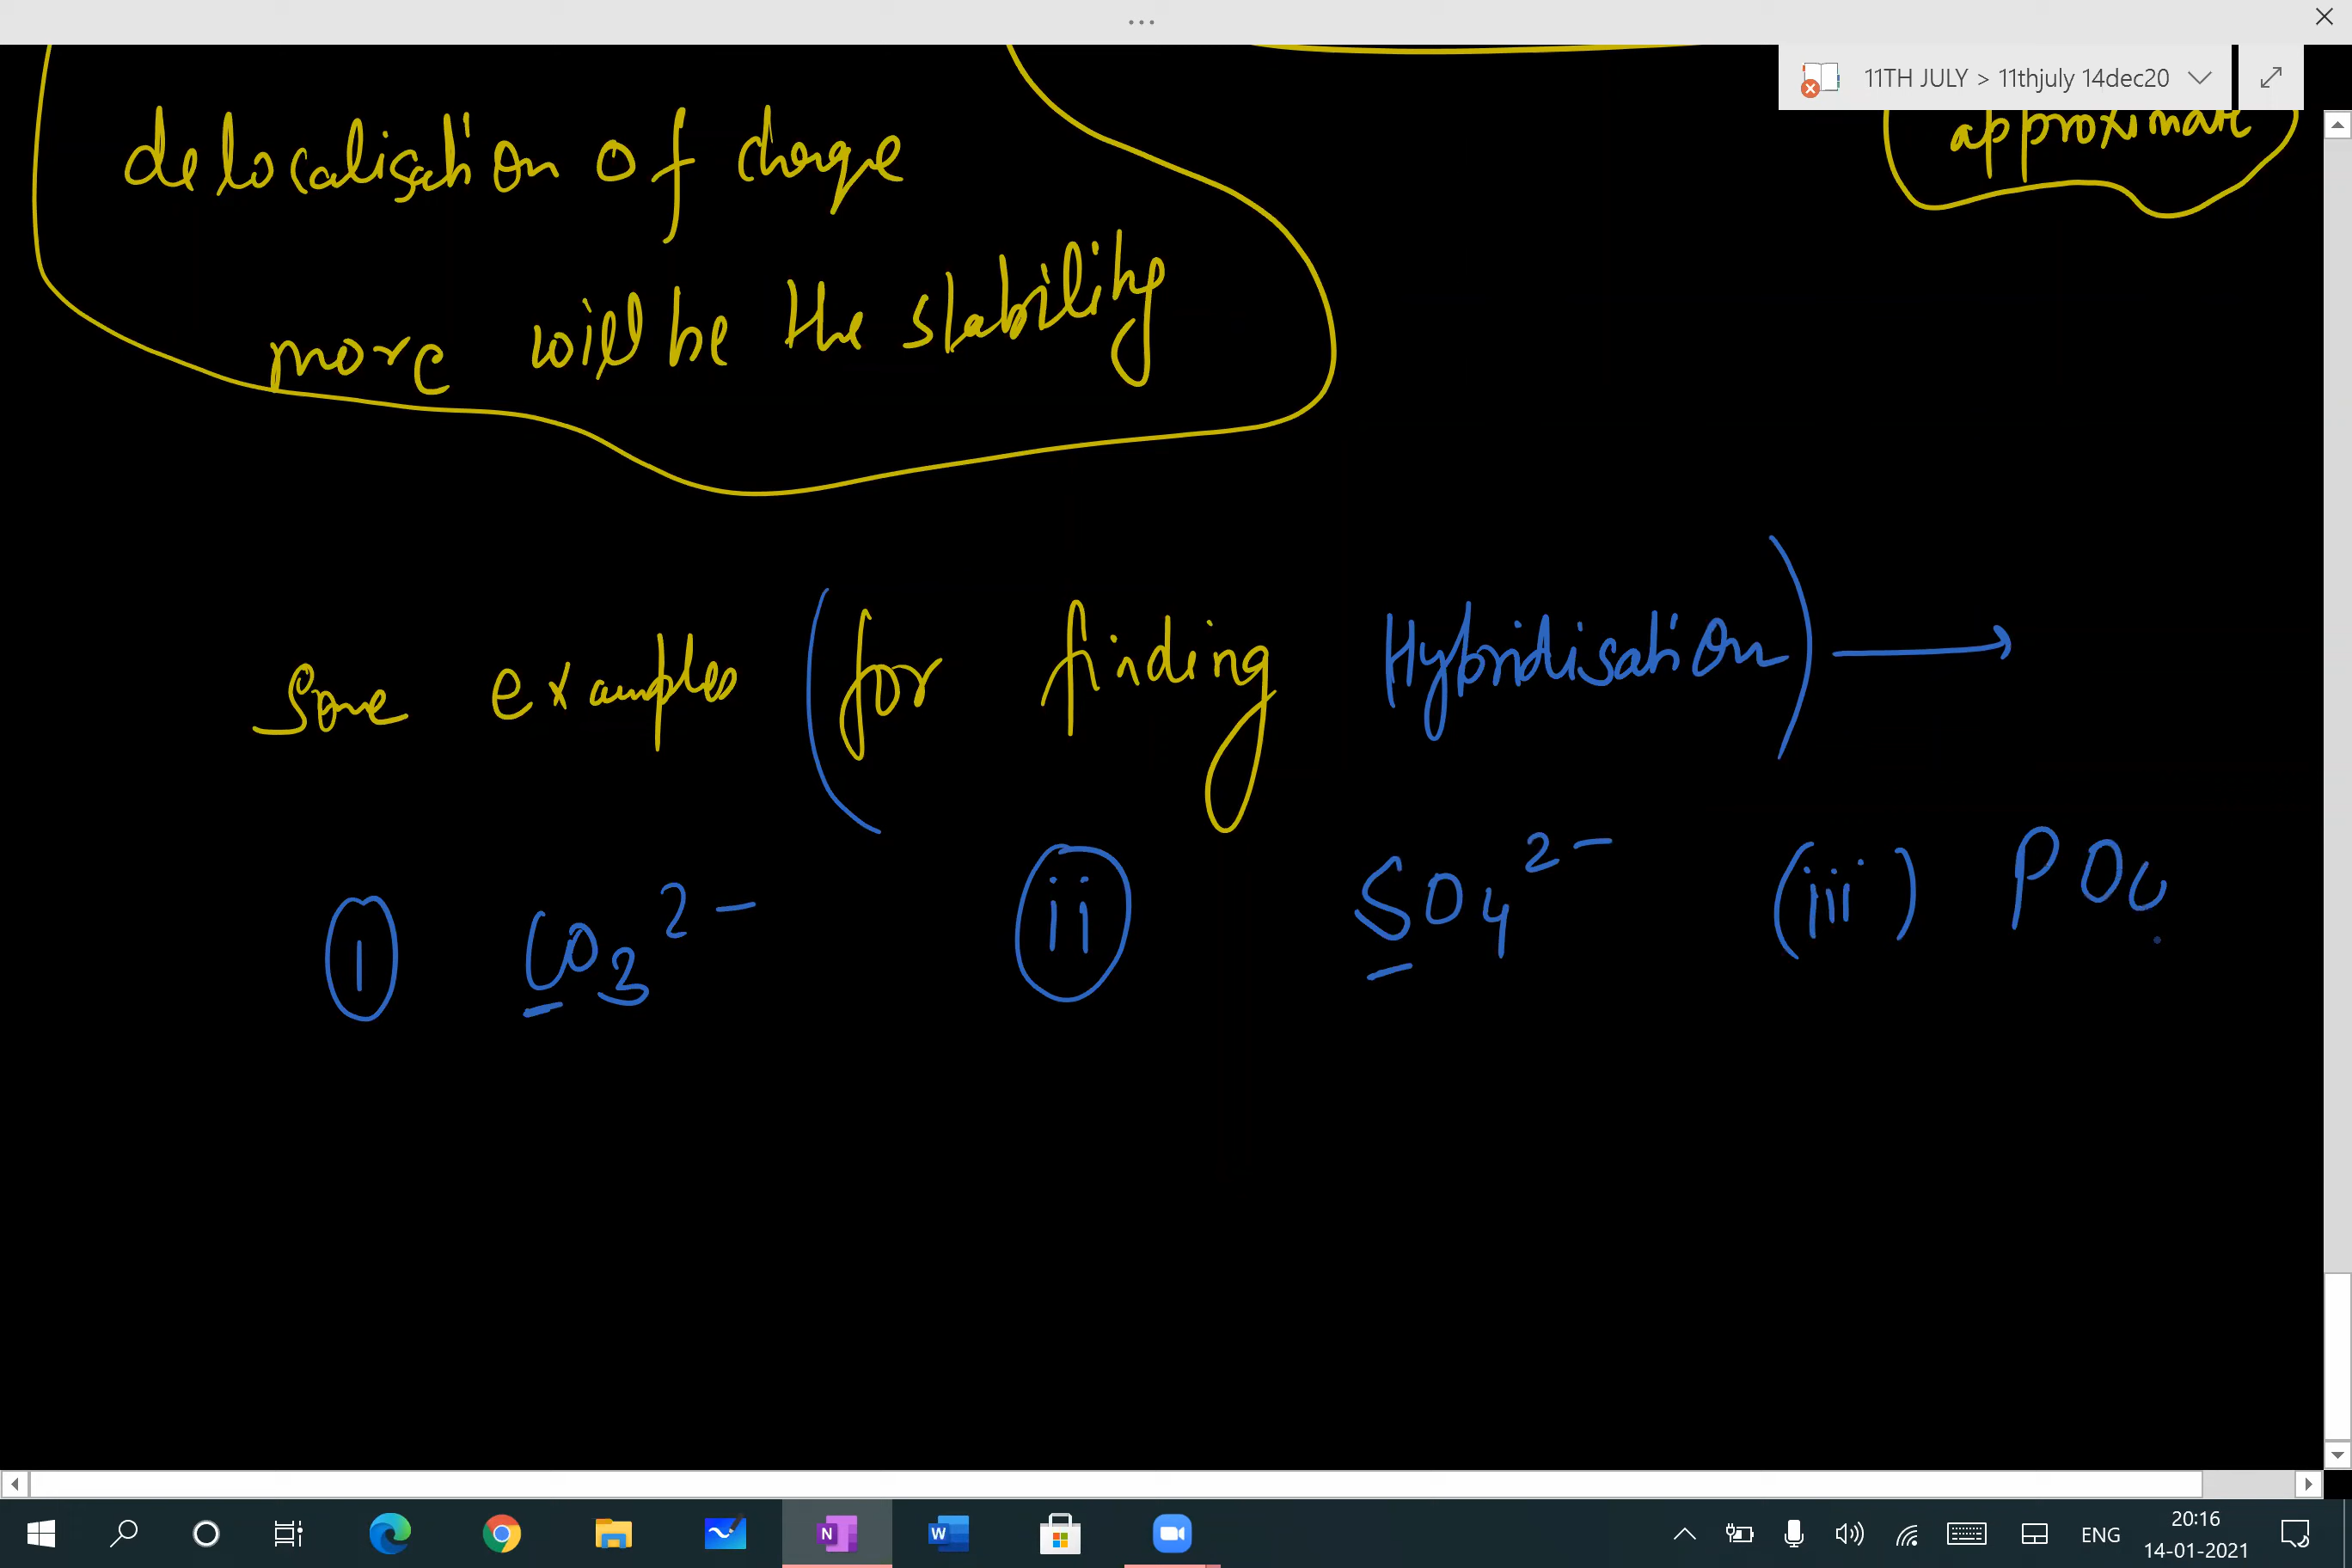 ...
11TH JULY > 11thjuly 14dec20
approximate
delocalisation of charge
more will be the stability
Some examples (for finding Hybridisation) →
1 CO3 2- ii SO4 2- (iii) PO4
N W
ENG
20:16
14-01-2021